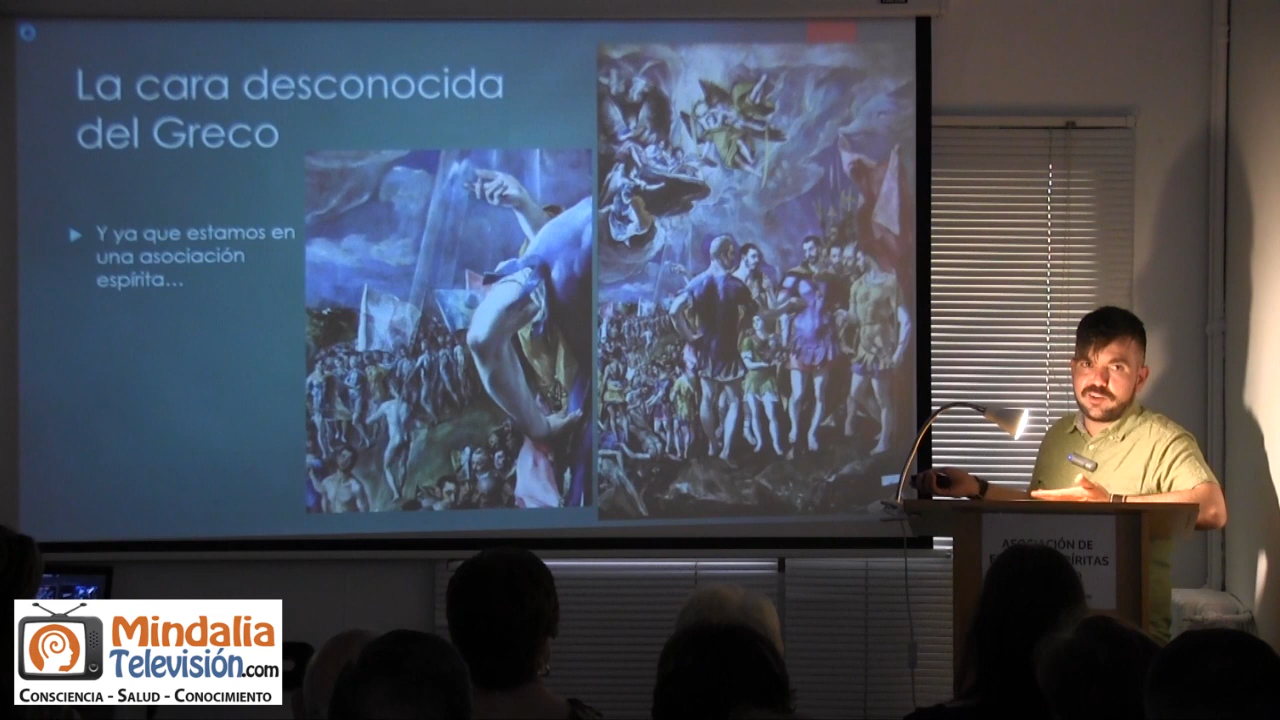 La cara desconocida
del Greco
Y ya que estamos en
una asociación
espírita...
ASOCIACIÓN DE
Mindalia
Televisión.com
CONSCIENCIA - SALUD - CONOCIMIENTO